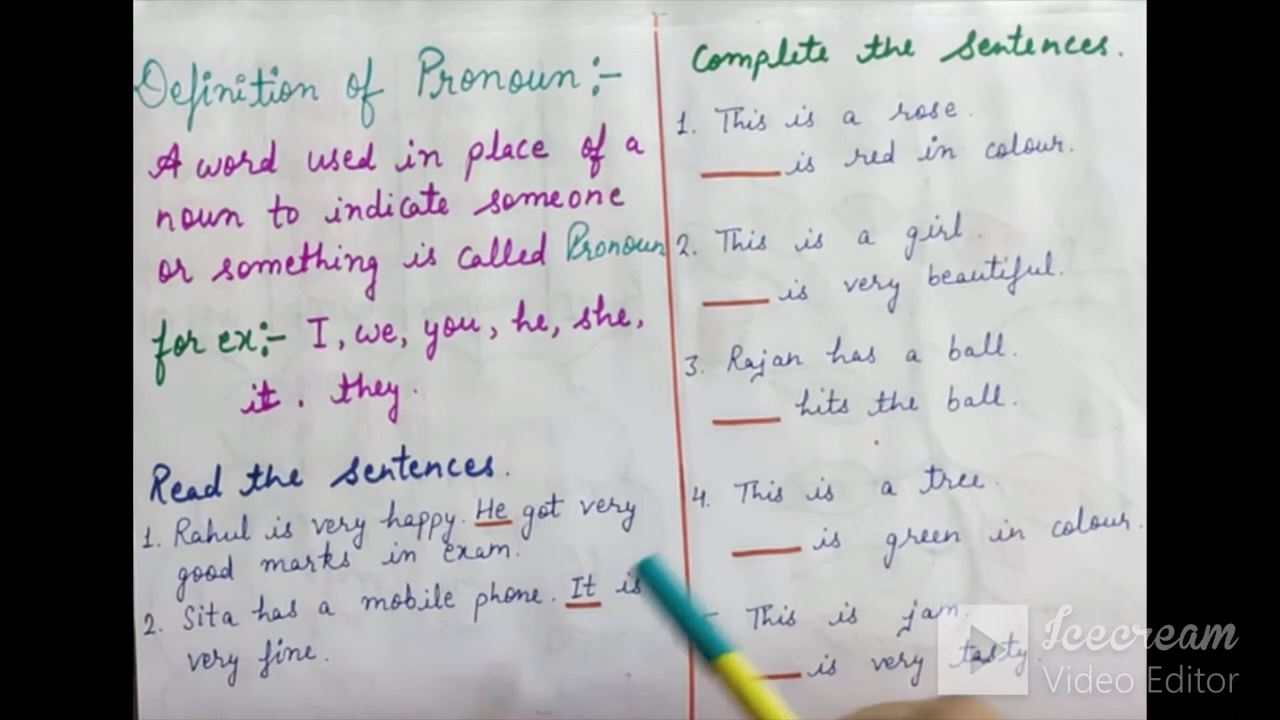 Definition of Pronoun:-
A word used in place of a
noun to indicate someone
or something is called Pronoun
for ex:- I, we, you, he, she,
it, they.
Read the sentences.
1. Rahul is very happy. He got very
good marks in exam.
2. Sita has a mobile phone. It is
very fine.
Complete the sentences.
1. This is a rose.
____ is red in colour.
2. This is a girl.
____ is very beautiful.
3. Rajan has a ball.
____ hits the ball.
4. This is a tree.
____ is green in colour.
This is jam.
____ is very tasty.
Icecream
Video Editor